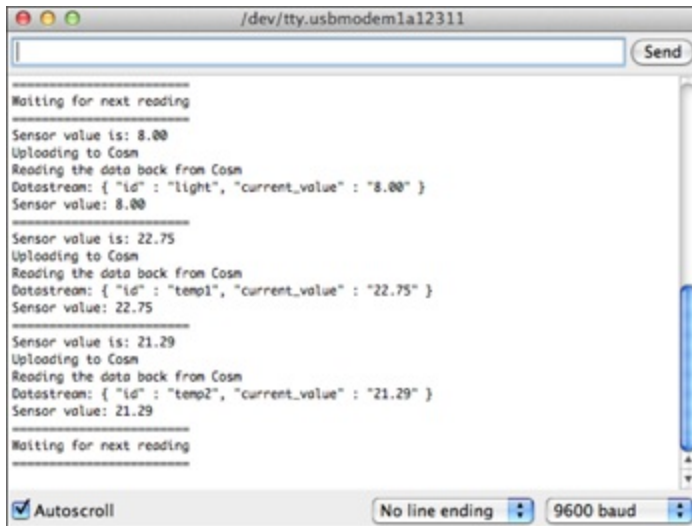 /dev/tty.usbmodem1a12311
Send
========================
Waiting for next reading
========================
Sensor value is: 8.00
Uploading to Cosm
Reading the data back from Cosm
Datastream: { "id" : "light", "current_value" : "8.00" }
Sensor value: 8.00
========================
Sensor value is: 22.75
Uploading to Cosm
Reading the data back from Cosm
Datastream: { "id" : "temp1", "current_value" : "22.75" }
Sensor value: 22.75
========================
Sensor value is: 21.29
Uploading to Cosm
Reading the data back from Cosm
Datastream: { "id" : "temp2", "current_value" : "21.29" }
Sensor value: 21.29
========================
Waiting for next reading
========================
Autoscroll No line ending 9600 baud